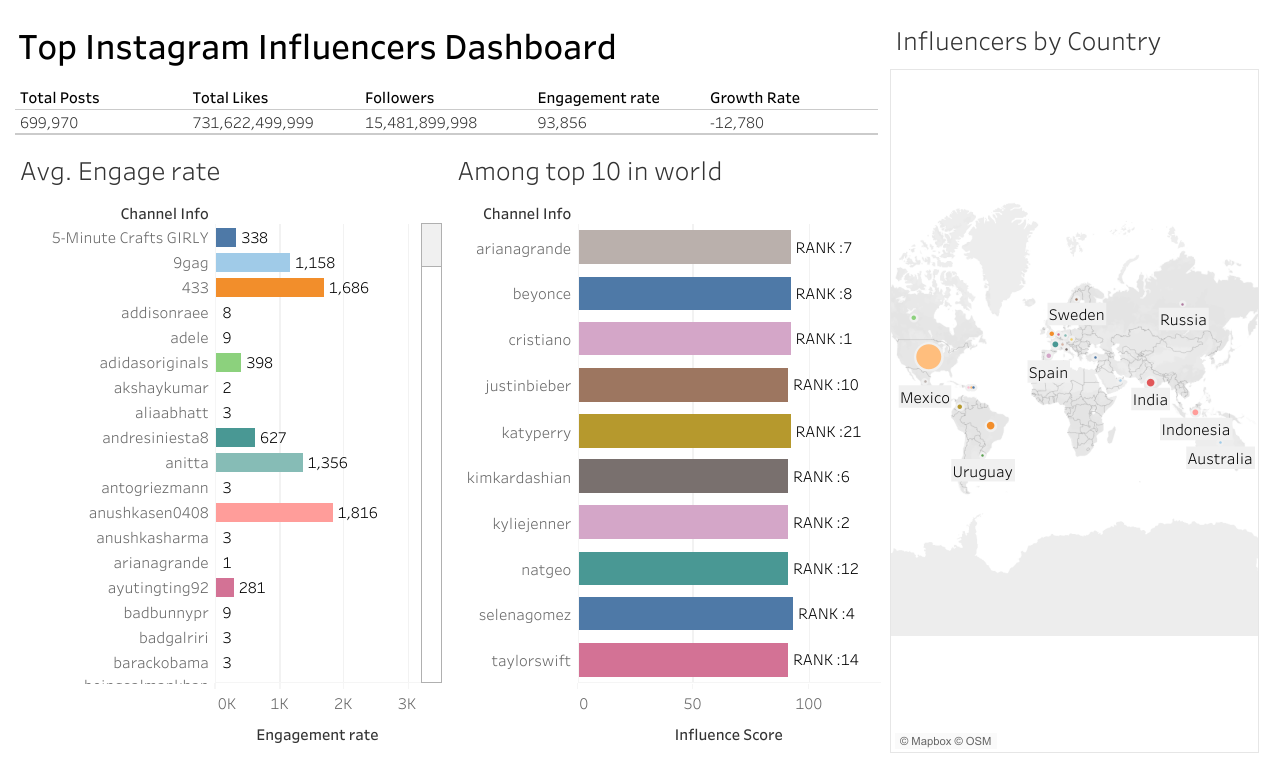 Top Instagram Influencers Dashboard
Total Posts Total Likes Followers Engagement rate Growth Rate
699,970 731,622,499,999 15,481,899,998 93,856 -12,780
Avg. Engage rate
Channel Info
5-Minute Crafts GIRLY 338
9gag 1,158
433 1,686
addisonraee 8
adele 9
adidasoriginals 398
akshaykumar 2
aliaabhatt 3
andresiniesta8 627
anitta 1,356
antogriezmann 3
anushkasen0408 1,816
anushkasharma 3
arianagrande 1
ayutingting92 281
badbunnypr 9
badgalriri 3
barackobama 3
0K 1K 2K 3K
Engagement rate
Among top 10 in world
Channel Info
arianagrande RANK :7
beyonce RANK :8
cristiano RANK :1
justinbieber RANK :10
katyperry RANK :21
kimkardashian RANK :6
kyliejenner RANK :2
natgeo RANK :12
selenagomez RANK :4
taylorswift RANK :14
0 50 100
Influence Score
Influencers by Country
Sweden
Russia
Spain
Mexico
India
Indonesia
Australia
Uruguay
© Mapbox © OSM